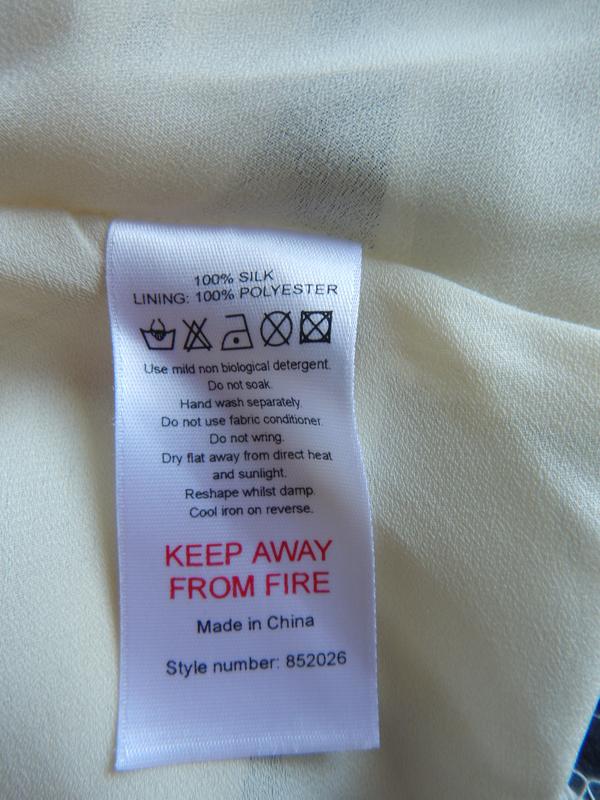 100% SILK
LINING: 100% POLYESTER
Use mild non biological detergent.
Do not soak.
Hand wash separately.
Do not use fabric conditioner.
Do not wring.
Dry flat away from direct heat
and sunlight.
Reshape whilst damp.
Cool iron on reverse.
KEEP AWAY
FROM FIRE
Made in China
Style number: 852026